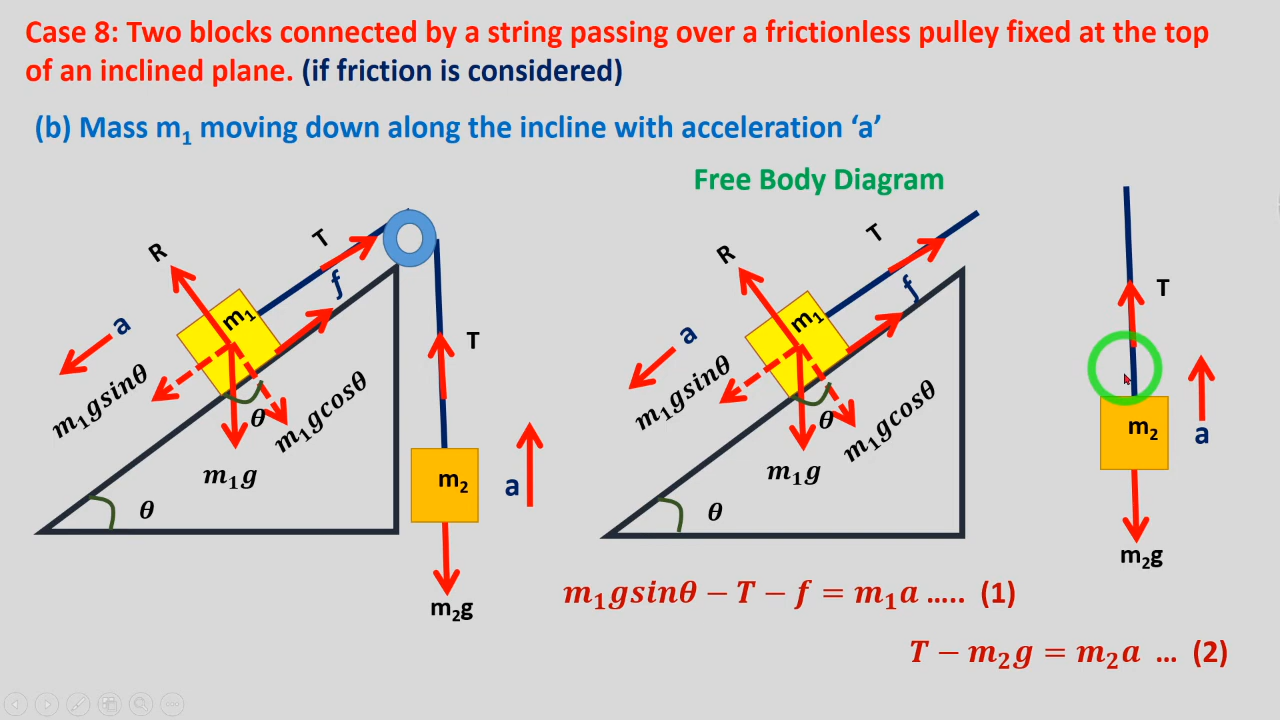 Case 8: Two blocks connected by a string passing over a frictionless pulley fixed at the top
of an inclined plane. (if friction is considered)
(b) Mass m₁ moving down along the incline with acceleration ‘a’
Free Body Diagram
R
T
f
m₁
a
m₁gsinθ
θ
m₁gcosθ
m₁g
θ
T
m₂
a
m₂g
R
T
f
m₁
a
m₁gsinθ
θ
m₁gcosθ
m₁g
θ
T
m₂
a
m₂g
m₁gsinθ − T − f = m₁a ..... (1)
T − m₂g = m₂a ... (2)